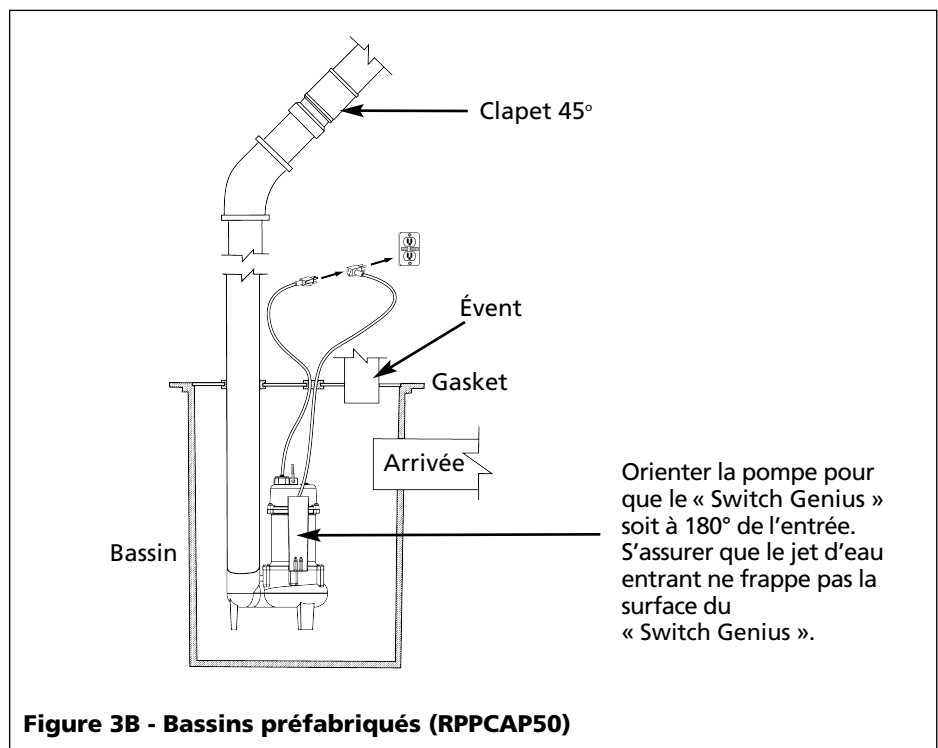 Clapet 45°
Évent
Gasket
Arrivée
Bassin
Orienter la pompe pour
que le « Switch Genius »
soit à 180° de l'entrée.
S'assurer que le jet d'eau
entrant ne frappe pas la
surface du
« Switch Genius ».
Figure 3B - Bassins préfabriqués (RPPCAP50)